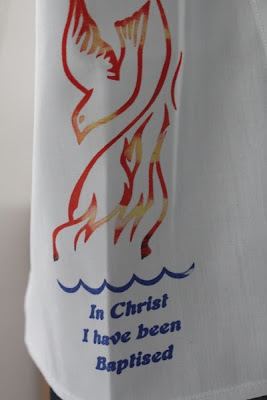 In Christ
I have been
Baptised